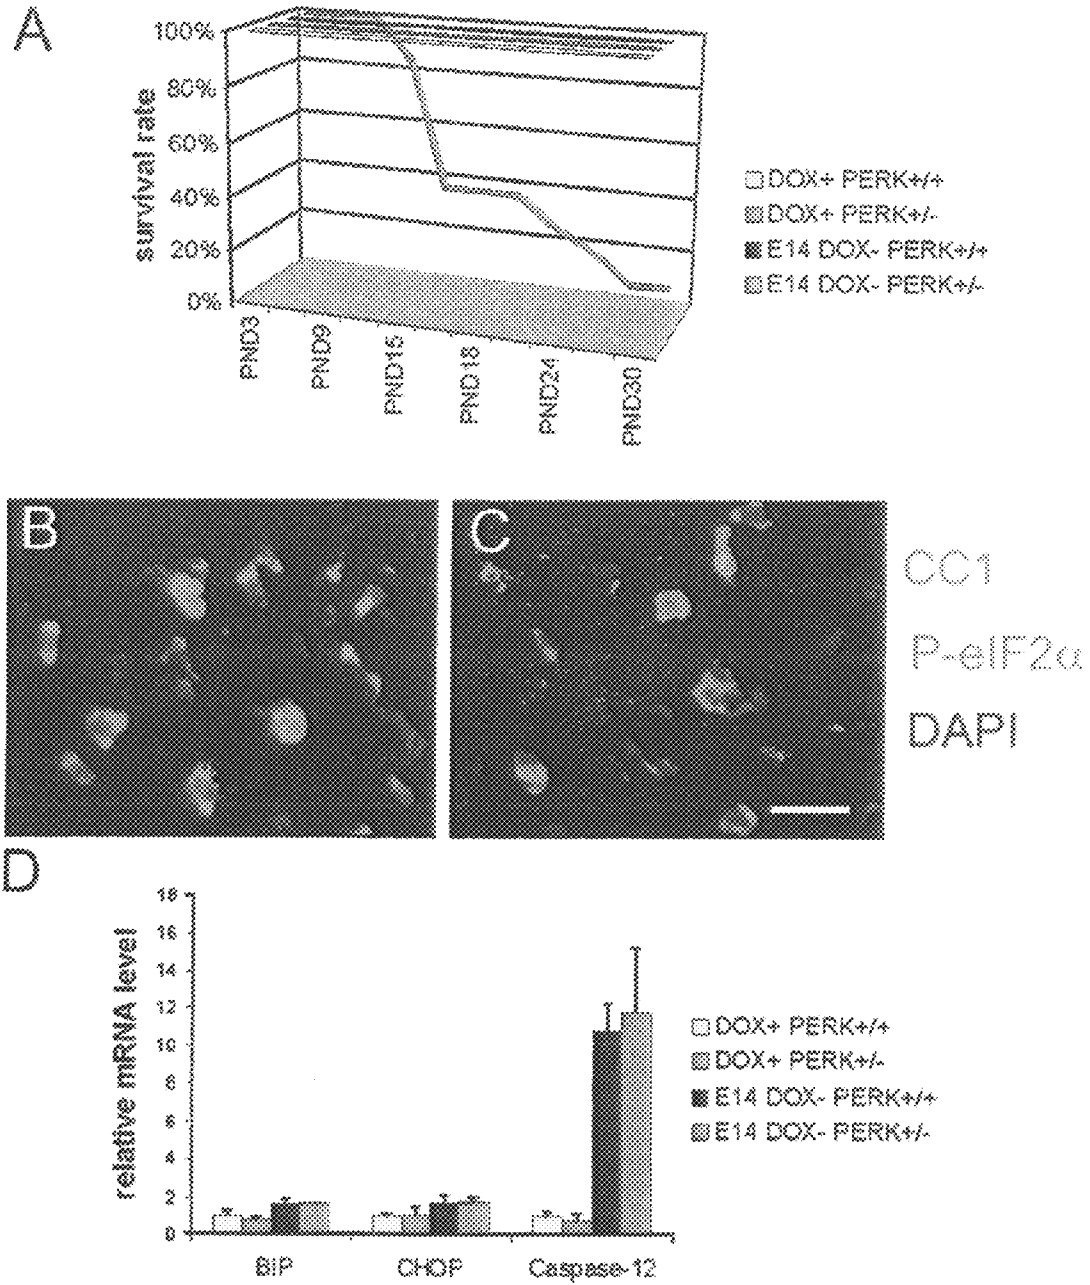 A
100%
80%
60%
40%
20%
0%
survival rate
PND3
PND9
PND15
PND18
PND24
PND30
DOX+ PERK+/+
DOX+ PERK+/-
E14 DOX- PERK+/+
E14 DOX- PERK+/-
B
C
CC1
P-eIF2α
DAPI
D
relative mRNA level
18
16
14
12
10
8
6
4
2
0
BIP
CHOP
Caspase-12
DOX+ PERK+/+
DOX+ PERK+/-
E14 DOX- PERK+/+
E14 DOX- PERK+/-